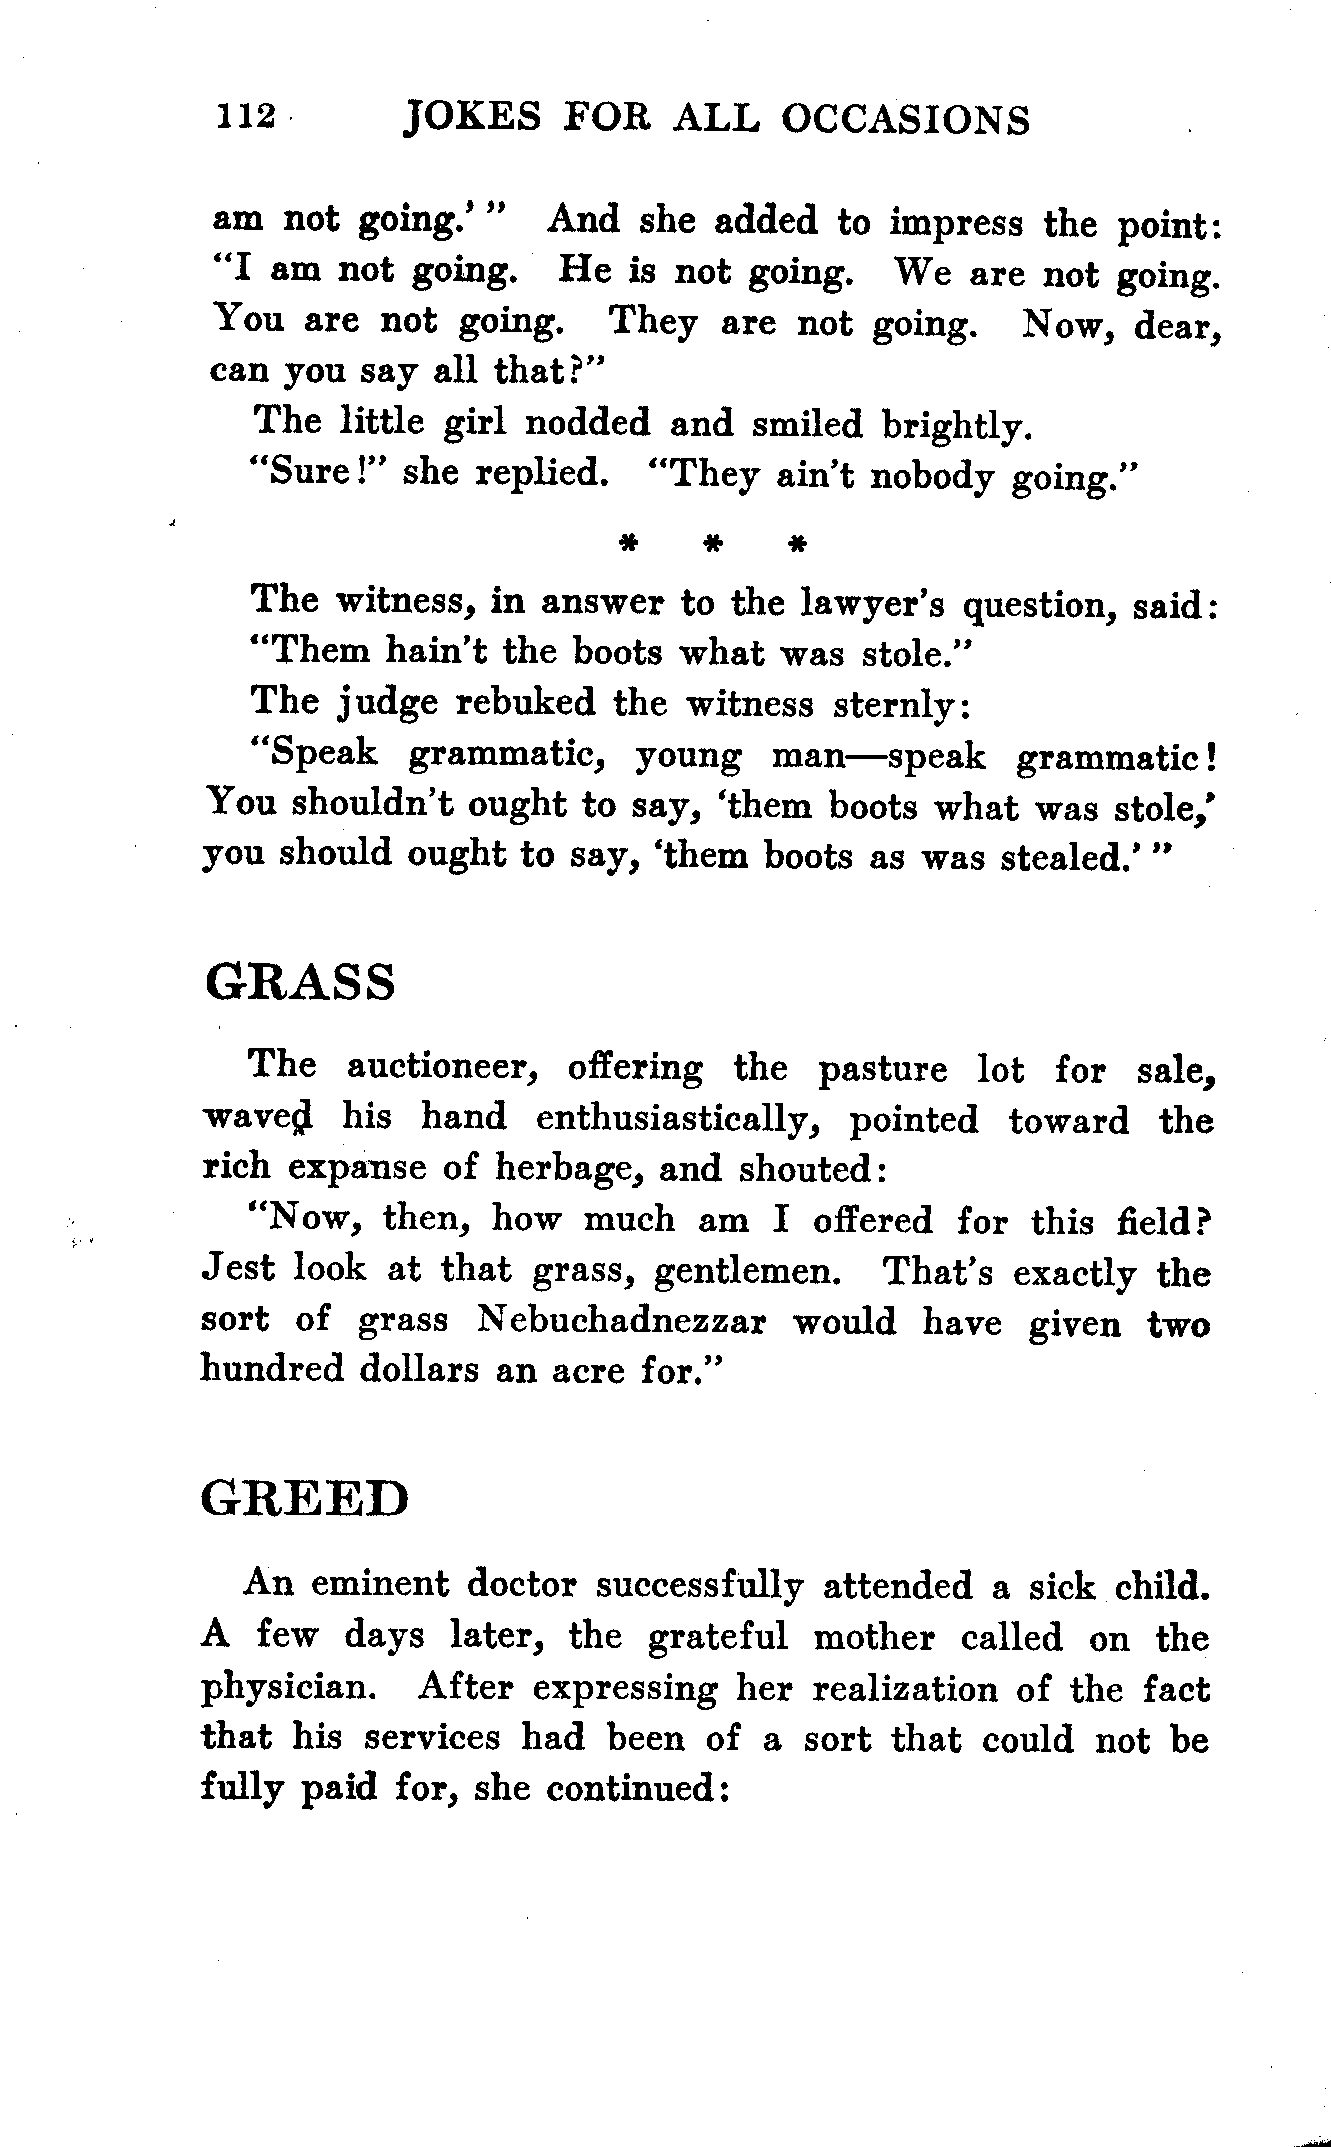 112 JOKES FOR ALL OCCASIONS
am not going.’ ” And she added to impress the point:
“I am not going. He is not going. We are not going.
You are not going. They are not going. Now, dear,
can you say all that?”
The little girl nodded and smiled brightly.
“Sure!” she replied. “They ain’t nobody going.”
* * *
The witness, in answer to the lawyer’s question, said:
“Them hain’t the boots what was stole.”
The judge rebuked the witness sternly:
“Speak grammatic, young man—speak grammatic!
You shouldn’t ought to say, ‘them boots what was stole,’
you should ought to say, ‘them boots as was stealed.’ ”
GRASS
The auctioneer, offering the pasture lot for sale,
waved his hand enthusiastically, pointed toward the
rich expanse of herbage, and shouted:
“Now, then, how much am I offered for this field?
Jest look at that grass, gentlemen. That’s exactly the
sort of grass Nebuchadnezzar would have given two
hundred dollars an acre for.”
GREED
An eminent doctor successfully attended a sick child.
A few days later, the grateful mother called on the
physician. After expressing her realization of the fact
that his services had been of a sort that could not be
fully paid for, she continued: